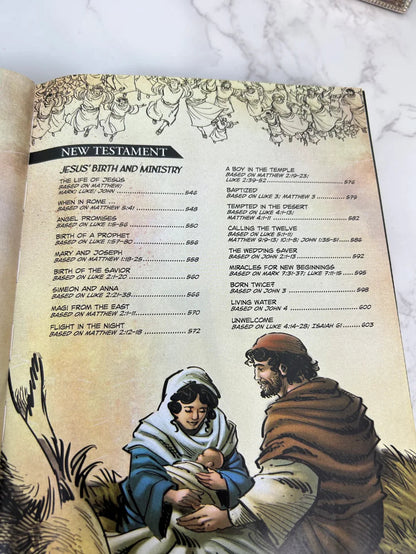 NEW TESTAMENT
JESUS' BIRTH AND MINISTRY
THE LIFE OF JESUS
BASED ON MATTHEW;
MARK; LUKE; JOHN 546
WHEN IN ROME ...
BASED ON MATTHEW 5:41 548
ANGEL PROMISES
BASED ON LUKE 1:5-56 550
BIRTH OF A PROPHET
BASED ON LUKE 1:57-80 556
MARY AND JOSEPH
BASED ON MATTHEW 1:18-25 558
BIRTH OF THE SAVIOR
BASED ON LUKE 2:1-20 560
SIMEON AND ANNA
BASED ON LUKE 2:21-38 566
MAGI FROM THE EAST
BASED ON MATTHEW 2:1-11 570
FLIGHT IN THE NIGHT
BASED ON MATTHEW 2:12-18 572
A BOY IN THE TEMPLE
BASED ON MATTHEW 2:19-23;
LUKE 2:39-52 576
BAPTIZED
BASED ON LUKE 3; MATTHEW 3 579
TEMPTED IN THE DESERT
BASED ON LUKE 4:1-13;
MATTHEW 4:1-11 582
CALLING THE TWELVE
BASED ON LUKE 5:1-11;
MATTHEW 9:9-13; 10:1-8; JOHN 1:35-51 586
THE WEDDING SAVER
BASED ON JOHN 2:1-13 592
MIRACLES FOR NEW BEGINNINGS
BASED ON MARK 7:31-37; LUKE 7:11-15 595
BORN TWICE?
BASED ON JOHN 3 598
LIVING WATER
BASED ON JOHN 4 600
UNWELCOME
BASED ON LUKE 4:14-28; ISAIAH 61 603